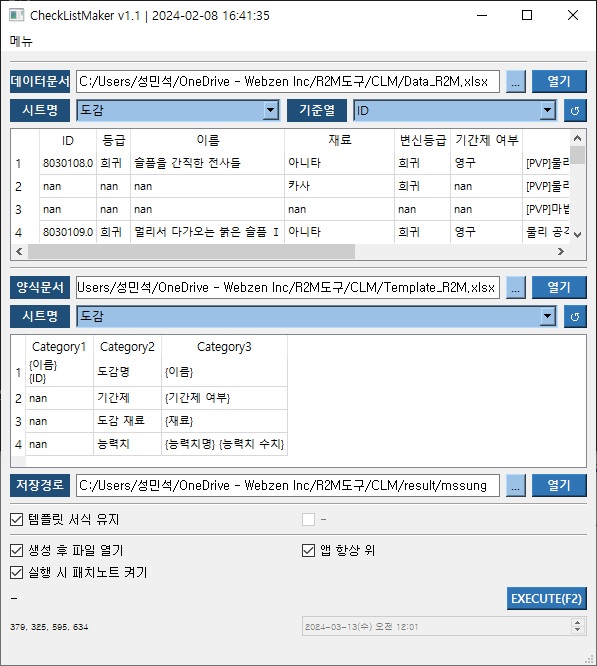 CheckListMaker v1.1 | 2024-02-08 16:41:35
메뉴
데이터문서 C:/Users/성민석/OneDrive - Webzen Inc/R2M도구/CLM/Data_R2M.xlsx ... 열기
시트명 도감 기준열 ID
ID 등급 이름 재료 변신등급 기간제 여부
1 8030108.0 희귀 슬픔을 간직한 전사들 아니타 희귀 영구 [PVP]물리
2 nan nan nan 카사 희귀 nan [PVP]물리
3 nan nan nan nan nan nan [PVP]마법
4 8030109.0 희귀 멀리서 다가오는 붉은 슬픔 I 아니타 희귀 영구 물리 공격
양식문서 Users/성민석/OneDrive - Webzen Inc/R2M도구/CLM/Template_R2M.xlsx ... 열기
시트명 도감
Category1 Category2 Category3
1 {이름} 도감명 {이름}
{ID}
2 nan 기간제 {기간제 여부}
3 nan 도감 재료 {재료}
4 nan 능력치 {능력치명} {능력치 수치}
저장경로 C:/Users/성민석/OneDrive - Webzen Inc/R2M도구/CLM/result/mssung ... 열기
템플릿 서식 유지 -
생성 후 파일 열기 앱 항상 위
실행 시 패치노트 켜기
- EXECUTE(F2)
379, 325, 595, 634 2024-03-13(수) 오전 12:01